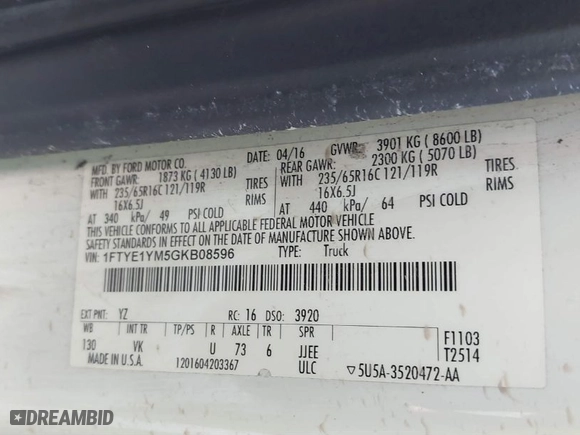 MFD. BY FORD MOTOR CO.
DATE: 04/16 GVWR: 3901 KG ( 8600 LB)
FRONT GAWR: 1873 KG ( 4130 LB) REAR GAWR: 2300 KG ( 5070 LB)
WITH 235/65R16C 121/119R TIRES WITH 235/65R16C 121/119R TIRES
16X6.5J RIMS 16X6.5J RIMS
AT 340 kPa/ 49 PSI COLD AT 440 kPa/ 64 PSI COLD
THIS VEHICLE CONFORMS TO ALL APPLICABLE FEDERAL MOTOR VEHICLE
SAFETY STANDARDS IN EFFECT ON THE DATE OF MANUFACTURE SHOWN ABOVE.
VIN: 1FTYE1YM5GKB08596 TYPE: Truck
EXT PNT: YZ RC: 16 DSO: 3920
WB INT TR TP/PS R AXLE TR SPR F1103
130 VK U 73 6 JJEE T2514
MADE IN U.S.A. 1201604203367 ULC ▽5U5A-3520472-AA
DREAMBID